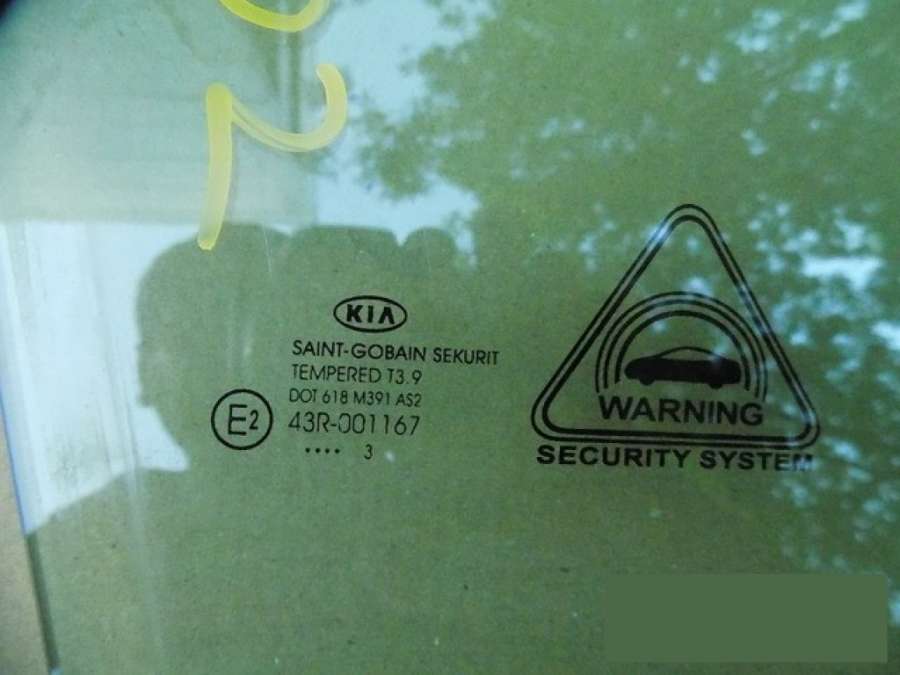 KIA
SAINT-GOBAIN SEKURIT
TEMPERED T3.9
DOT 618 M391 AS2
E2
43R-001167
•••• 3
WARNING
SECURITY SYSTEM